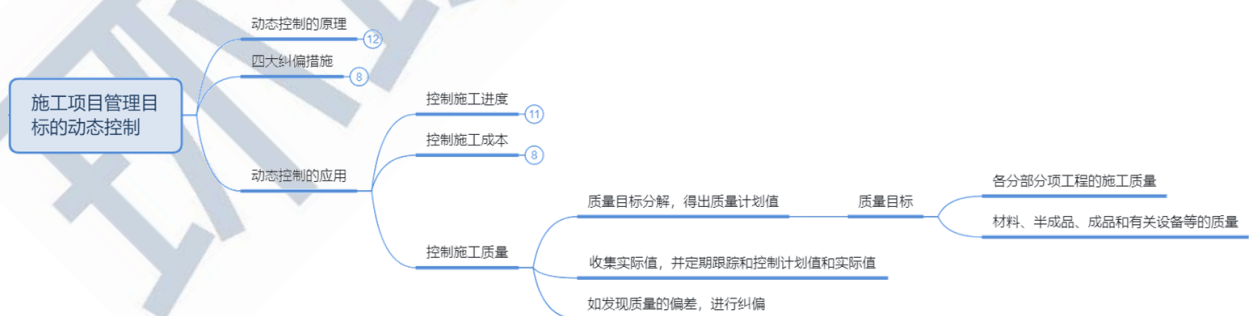 动态控制的原理
12
四大纠偏措施
8
施工项目管理目
标的动态控制
控制施工进度
11
控制施工成本
8
动态控制的应用
各分部分项工程的施工质量
质量目标分解，得出质量计划值
质量目标
材料、半成品、成品和有关设备等的质量
控制施工质量
收集实际值，并定期跟踪和控制计划值和实际值
如发现质量的偏差，进行纠偏